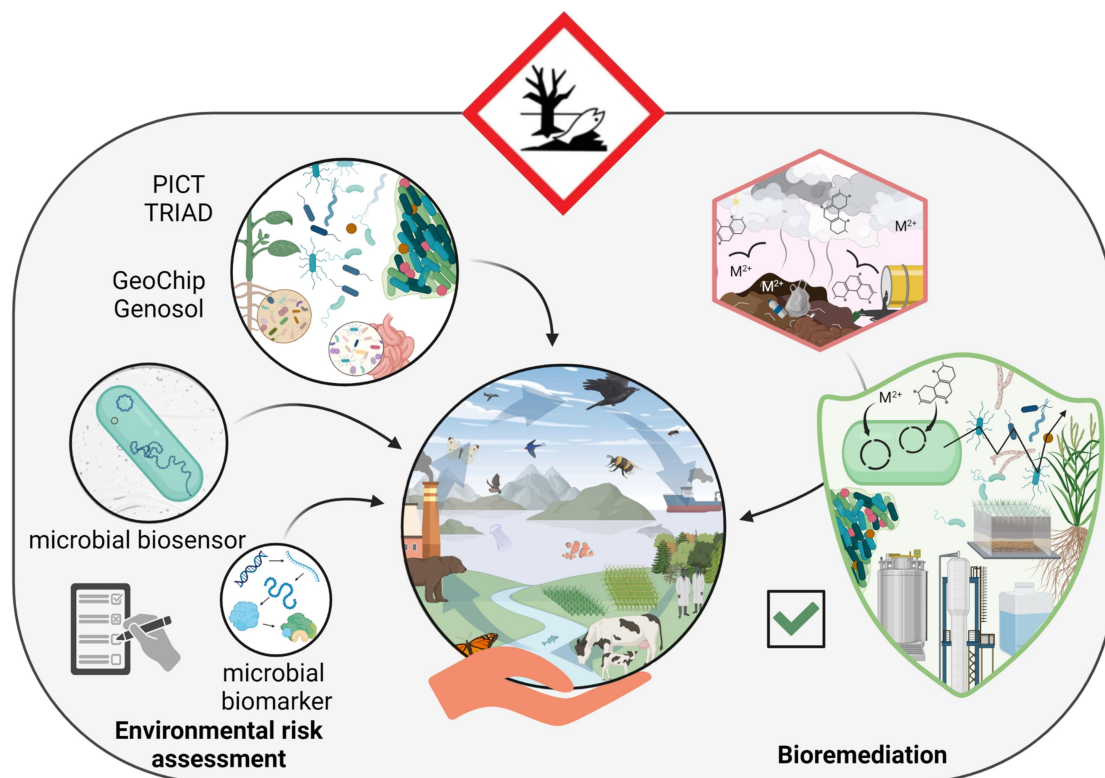 PICT
TRIAD
GeoChip
Genosol
microbial biosensor
microbial
biomarker
Environmental risk
assessment
M²⁺
M²⁺
M²⁺
M²⁺
Bioremediation